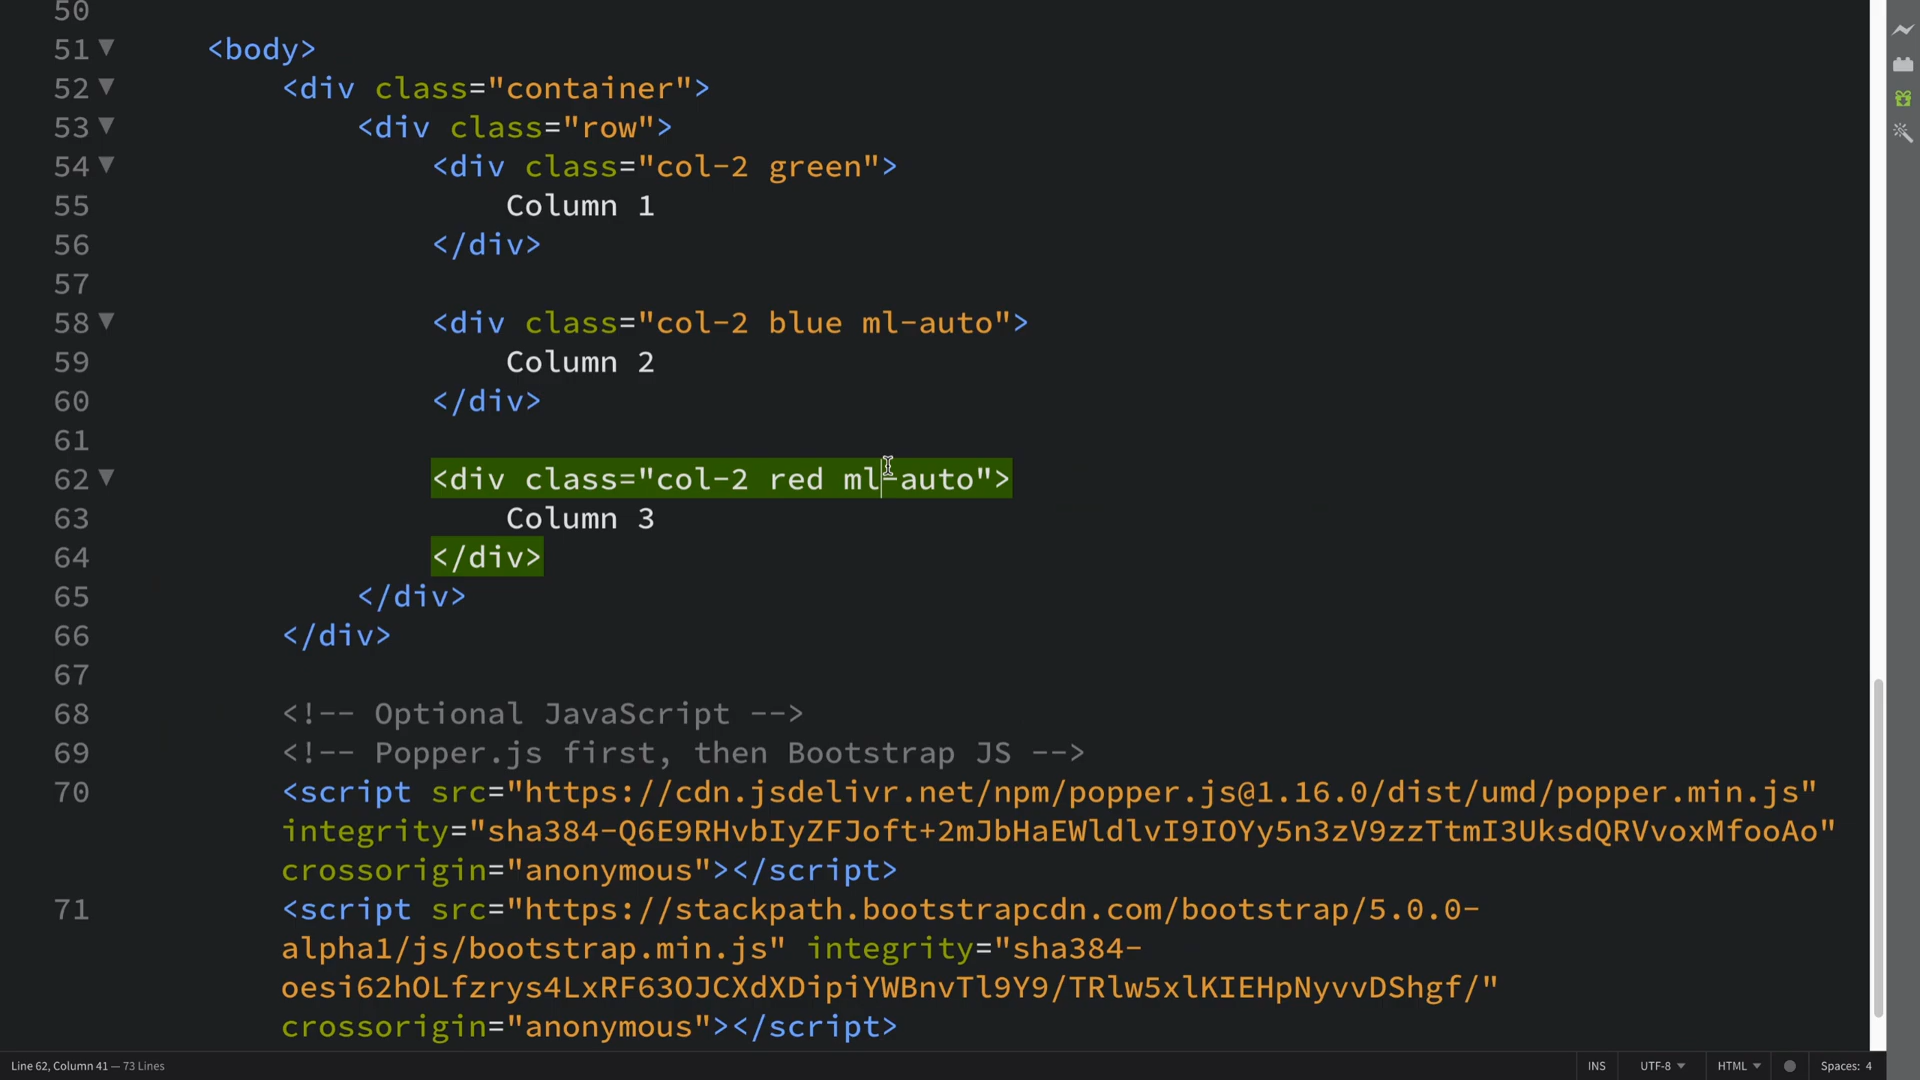 50
51 <body>
52 <div class="container">
53 <div class="row">
54 <div class="col-2 green">
55 Column 1
56 </div>
57
58 <div class="col-2 blue ml-auto">
59 Column 2
60 </div>
61
62 <div class="col-2 red ml-auto">
63 Column 3
64 </div>
65 </div>
66 </div>
67
68 <!-- Optional JavaScript -->
69 <!-- Popper.js first, then Bootstrap JS -->
70 <script src="https://cdn.jsdelivr.net/npm/popper.js@1.16.0/dist/umd/popper.min.js"
integrity="sha384-Q6E9RHvbIyZFJoft+2mJbHaEWldlvI9IOYy5n3zV9zzTtmI3UksdQRVvoxMfooAo"
crossorigin="anonymous"></script>
71 <script src="https://stackpath.bootstrapcdn.com/bootstrap/5.0.0-
alpha1/js/bootstrap.min.js" integrity="sha384-
oesi62hOLfzrys4LxRF63OJCXdXDipiYWBnvTl9Y9/TRlw5xlKIEHpNyvvDShgf/"
crossorigin="anonymous"></script>
Line 62, Column 41 — 73 Lines
INS UTF-8 HTML Spaces: 4